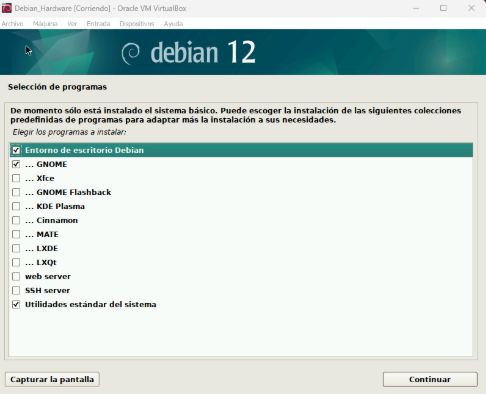 Debian_Hardware [Corriendo] - Oracle VM VirtualBox
Archivo Máquina Ver Entrada Dispositivos Ayuda
debian 12
Selección de programas
De momento sólo está instalado el sistema básico. Puede escoger la instalación de las siguientes colecciones
predefinidas de programas para adaptar más la instalación a sus necesidades.
Elegir los programas a instalar:
Entorno de escritorio Debian
... GNOME
... Xfce
... GNOME Flashback
... KDE Plasma
... Cinnamon
... MATE
... LXDE
... LXQt
web server
SSH server
Utilidades estándar del sistema
Capturar la pantalla Continuar